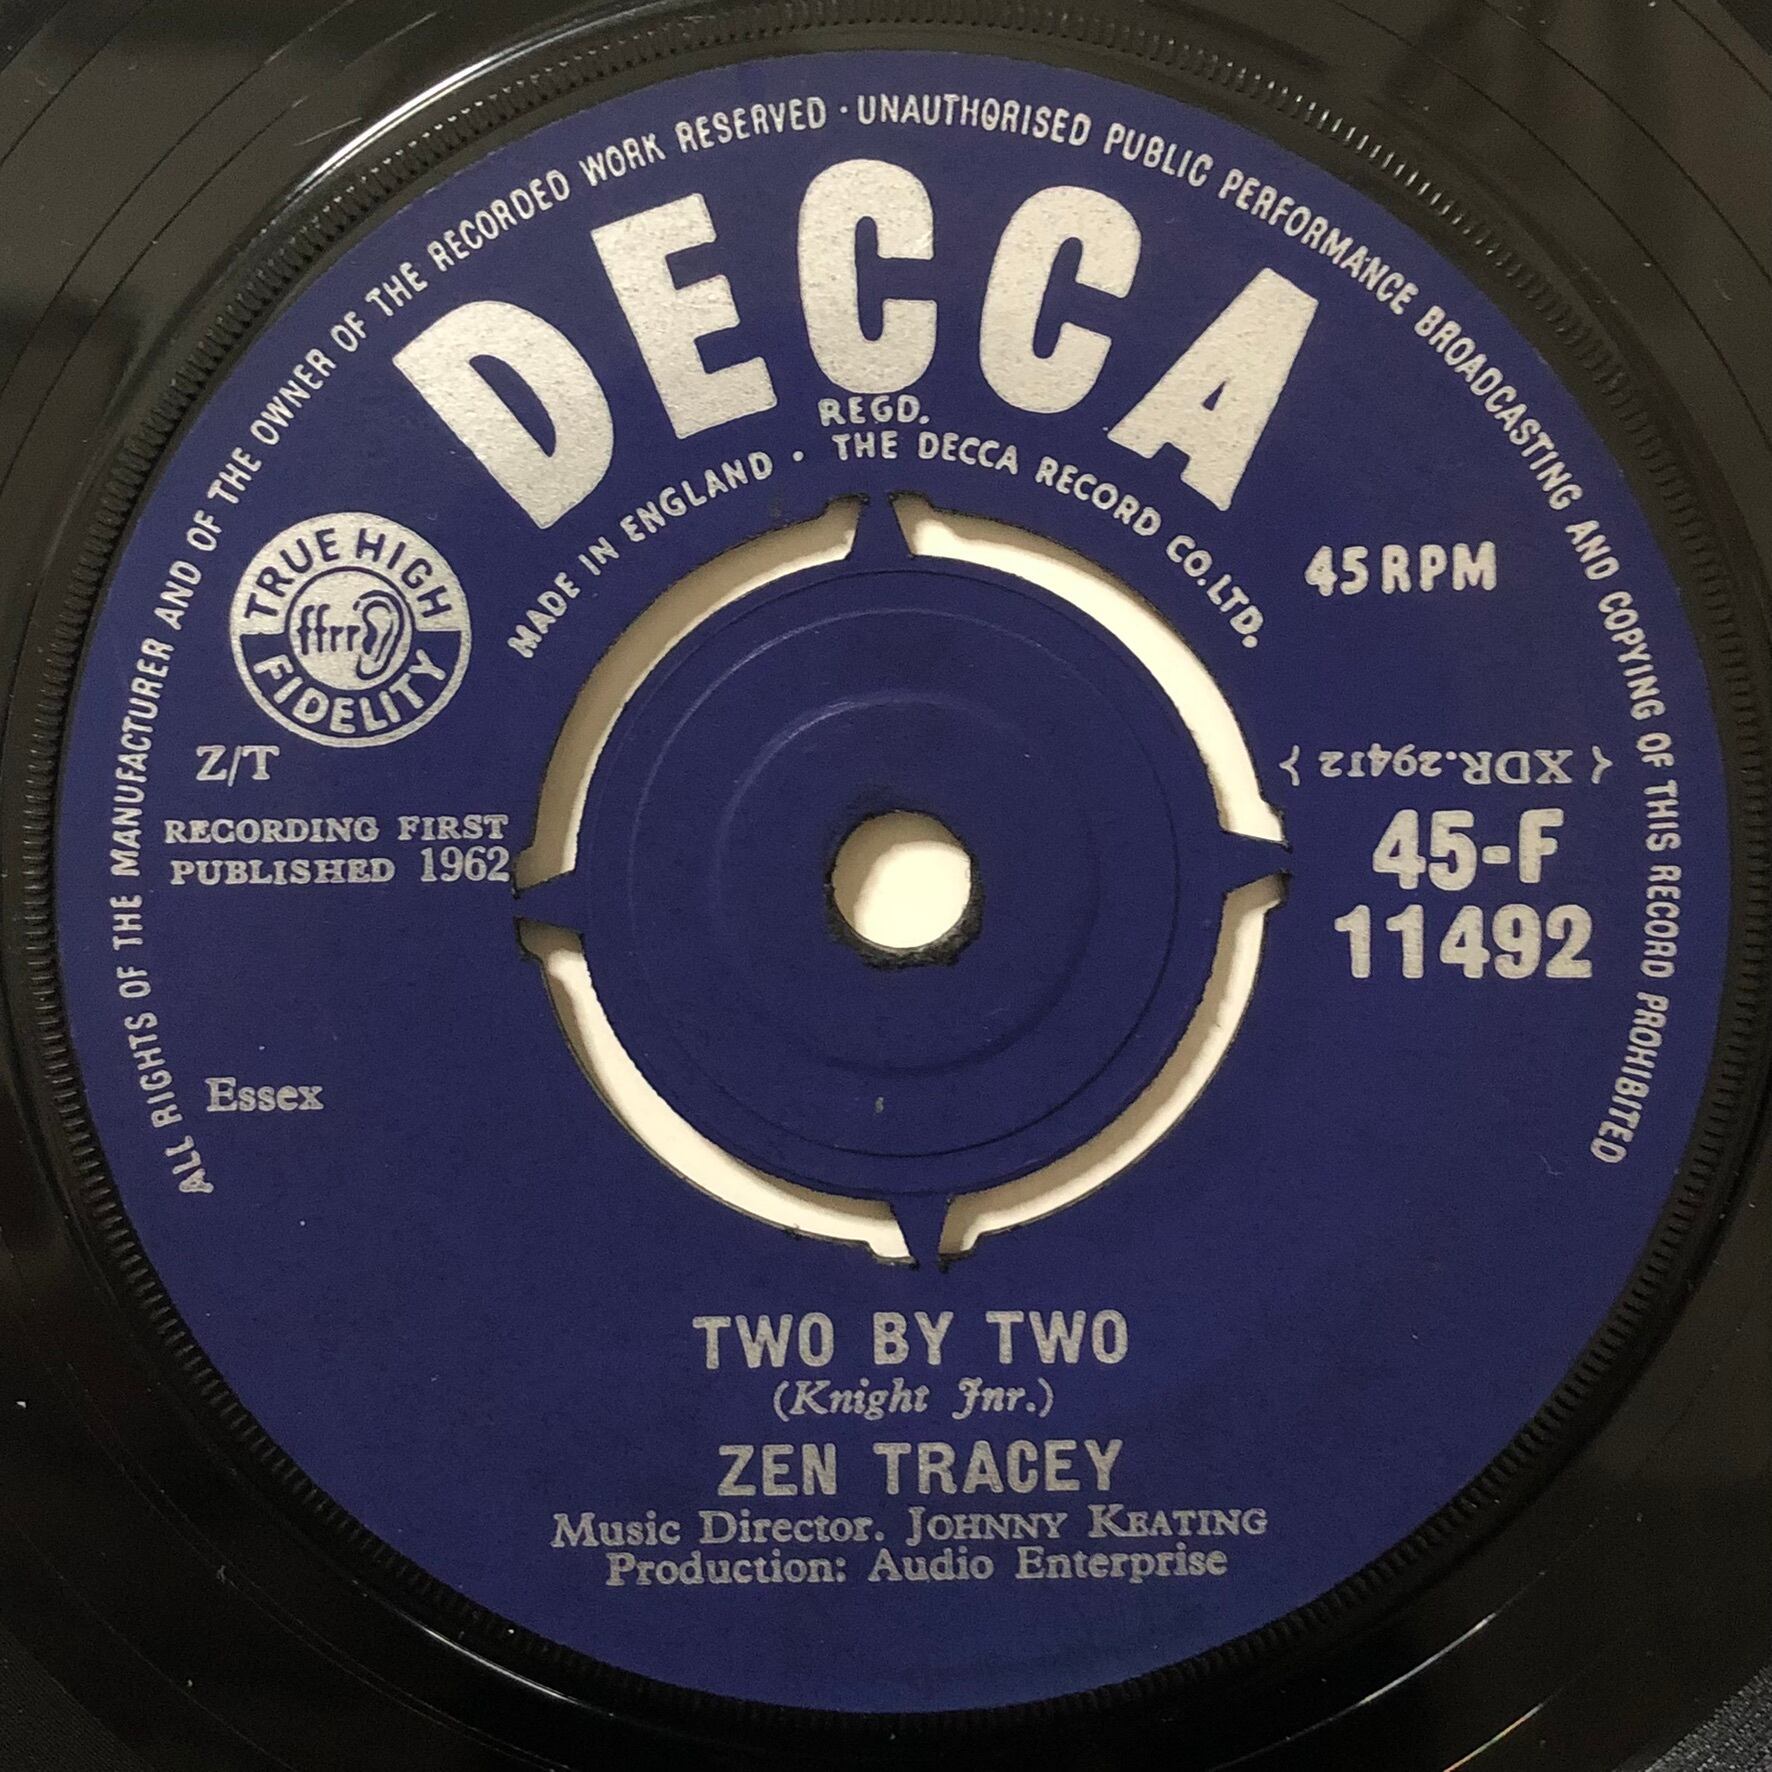 ALL RIGHTS OF THE MANUFACTURER AND OF THE OWNER OF THE RECORDED WORK RESERVED · UNAUTHORISED PUBLIC PERFORMANCE BROADCASTING AND COPYING OF THIS RECORD PROHIBITED
DECCA
REGD.
MADE IN ENGLAND · THE DECCA RECORD CO. LTD.
TRUE HIGH
ffrr
FIDELITY
45 RPM
Z/T
XDR.29412
RECORDING FIRST
PUBLISHED 1962
45-F
11492
Essex
TWO BY TWO
(Knight Jnr.)
ZEN TRACEY
Music Director. JOHNNY KEATING
Production: Audio Enterprise